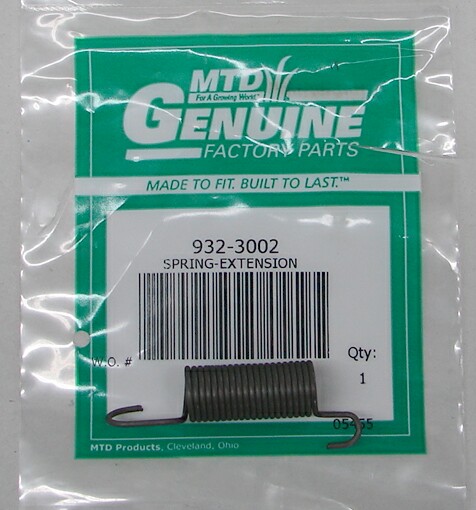 MTD
For A Growing World.™
GENUINE
FACTORY PARTS
MADE TO FIT. BUILT TO LAST.™
932-3002
SPRING-EXTENSION
W.O. #
Qty:
1
MTD Products, Cleveland, Ohio